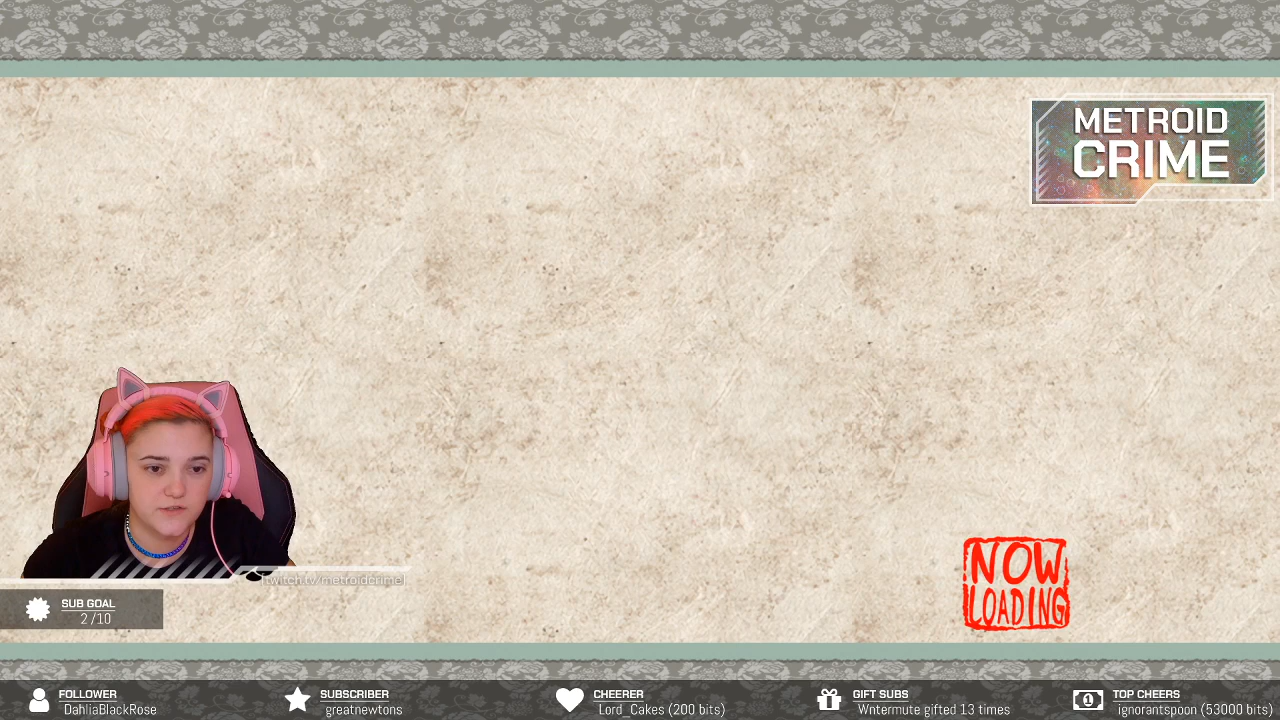 METROID
CRIME
NOW
LOADING
twitch.tv/metroidcrime
SUB GOAL
2 /10
FOLLOWER
DahliaBlackRose
SUBSCRIBER
greatnewtons
CHEERER
Lord_Cakes (200 bits)
GIFT SUBS
Wntermute gifted 13 times
TOP CHEERS
ignorantspoon (53000 bits)